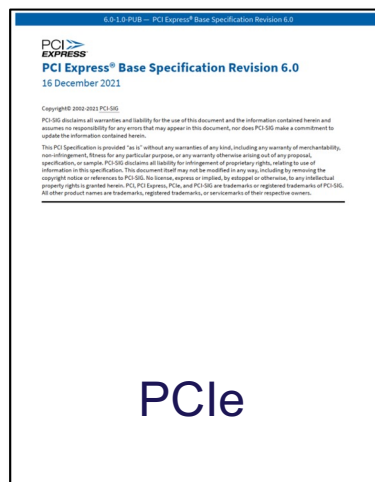 6.0-1.0-PUB — PCI Express® Base Specification Revision 6.0
PCI
EXPRESS®
PCI Express® Base Specification Revision 6.0
16 December 2021
Copyright© 2002-2021 PCI-SIG
PCI-SIG disclaims all warranties and liability for the use of this document and the information contained herein and
assumes no responsibility for any errors that may appear in this document, nor does PCI-SIG make a commitment to
update the information contained herein.
This PCI Specification is provided "as is" without any warranties of any kind, including any warranty of merchantability,
non-infringement, fitness for any particular purpose, or any warranty otherwise arising out of any proposal,
specification, or sample. PCI-SIG disclaims all liability for infringement of proprietary rights, relating to use of
information in this specification. This document itself may not be modified in any way, including by removing the
copyright notice or references to PCI-SIG. No license, express or implied, by estoppel or otherwise, to any intellectual
property rights is granted herein. PCI, PCI Express, PCIe, and PCI-SIG are trademarks or registered trademarks of PCI-SIG.
All other product names are trademarks, registered trademarks, or servicemarks of their respective owners.
PCIe